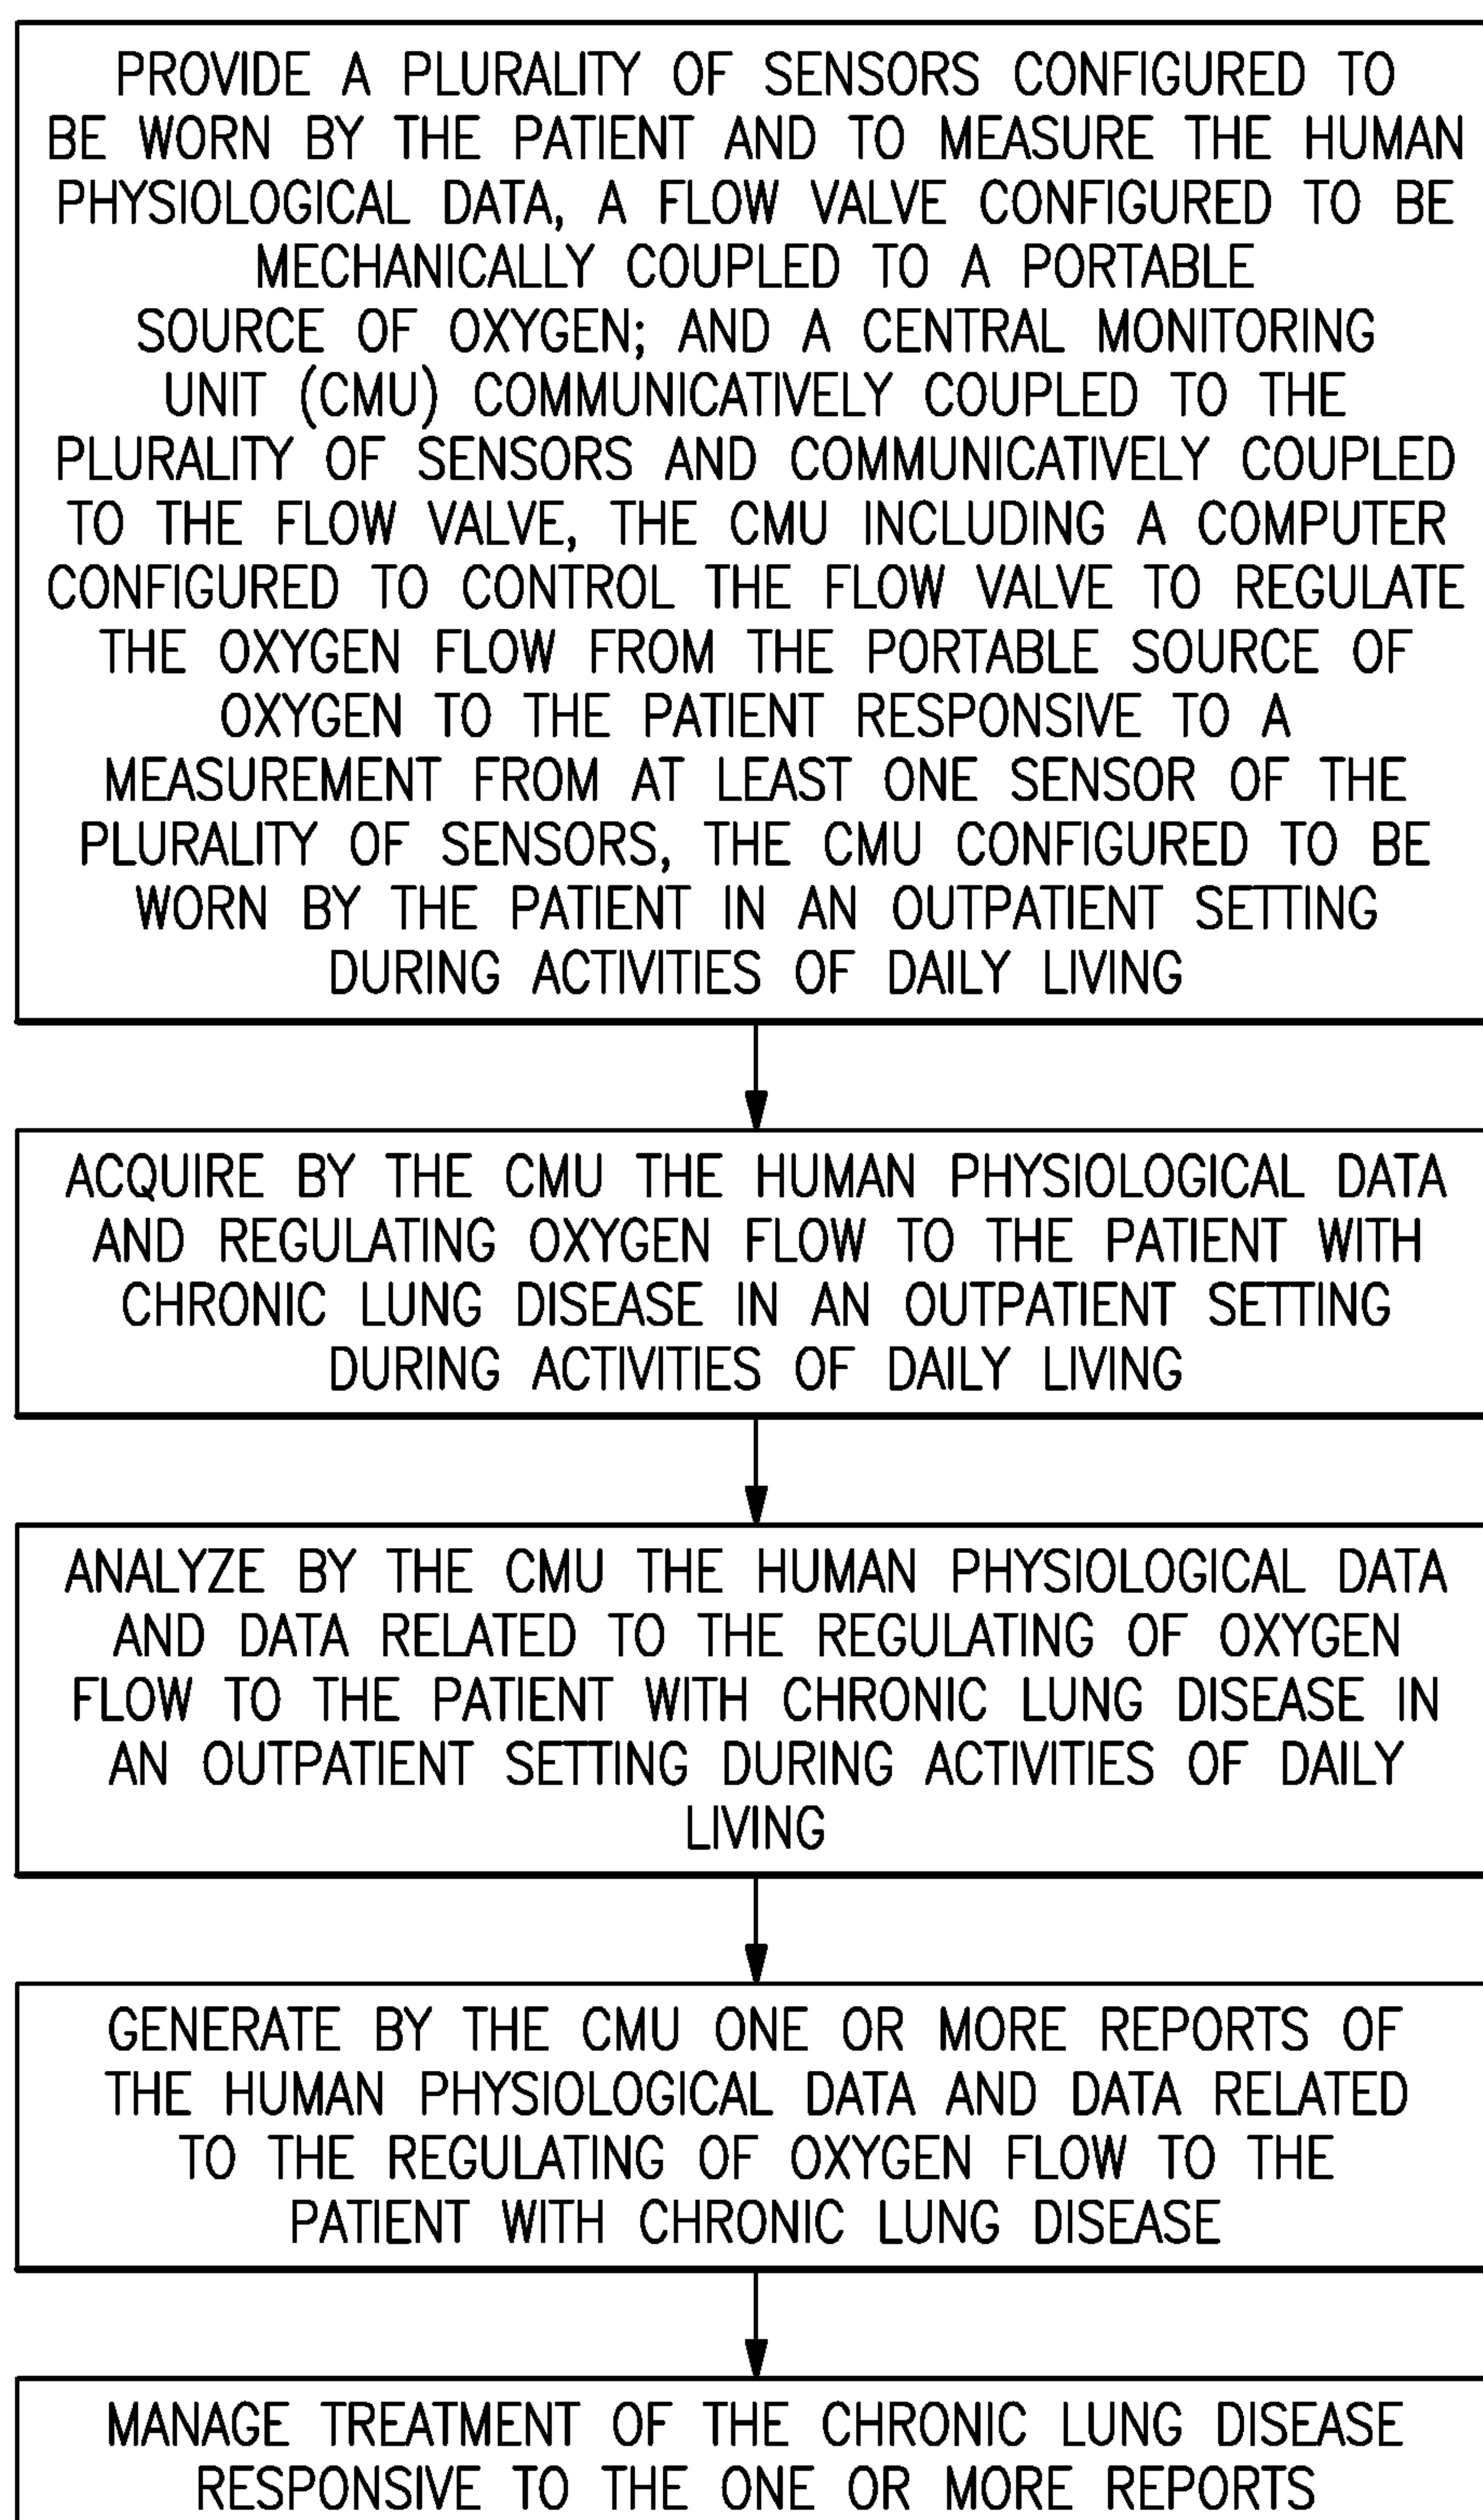 PROVIDE A PLURALITY OF SENSORS CONFIGURED TO
BE WORN BY THE PATIENT AND TO MEASURE THE HUMAN
PHYSIOLOGICAL DATA, A FLOW VALVE CONFIGURED TO BE
MECHANICALLY COUPLED TO A PORTABLE
SOURCE OF OXYGEN; AND A CENTRAL MONITORING
UNIT (CMU) COMMUNICATIVELY COUPLED TO THE
PLURALITY OF SENSORS AND COMMUNICATIVELY COUPLED
TO THE FLOW VALVE, THE CMU INCLUDING A COMPUTER
CONFIGURED TO CONTROL THE FLOW VALVE TO REGULATE
THE OXYGEN FLOW FROM THE PORTABLE SOURCE OF
OXYGEN TO THE PATIENT RESPONSIVE TO A
MEASUREMENT FROM AT LEAST ONE SENSOR OF THE
PLURALITY OF SENSORS, THE CMU CONFIGURED TO BE
WORN BY THE PATIENT IN AN OUTPATIENT SETTING
DURING ACTIVITIES OF DAILY LIVING
ACQUIRE BY THE CMU THE HUMAN PHYSIOLOGICAL DATA
AND REGULATING OXYGEN FLOW TO THE PATIENT WITH
CHRONIC LUNG DISEASE IN AN OUTPATIENT SETTING
DURING ACTIVITIES OF DAILY LIVING
ANALYZE BY THE CMU THE HUMAN PHYSIOLOGICAL DATA
AND DATA RELATED TO THE REGULATING OF OXYGEN
FLOW TO THE PATIENT WITH CHRONIC LUNG DISEASE IN
AN OUTPATIENT SETTING DURING ACTIVITIES OF DAILY
LIVING
GENERATE BY THE CMU ONE OR MORE REPORTS OF
THE HUMAN PHYSIOLOGICAL DATA AND DATA RELATED
TO THE REGULATING OF OXYGEN FLOW TO THE
PATIENT WITH CHRONIC LUNG DISEASE
MANAGE TREATMENT OF THE CHRONIC LUNG DISEASE
RESPONSIVE TO THE ONE OR MORE REPORTS